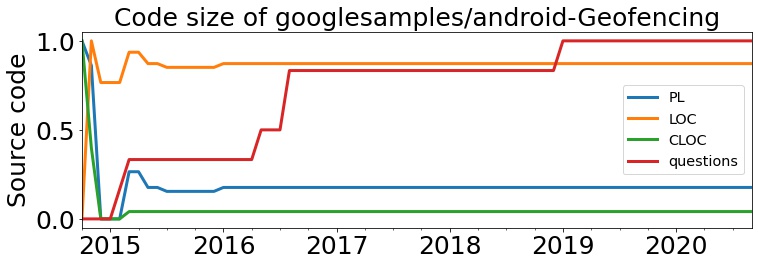 Code size of googlesamples/android-Geofencing
Source code
1.0
0.5
0.0
PL
LOC
CLOC
questions
2015 2016 2017 2018 2019 2020